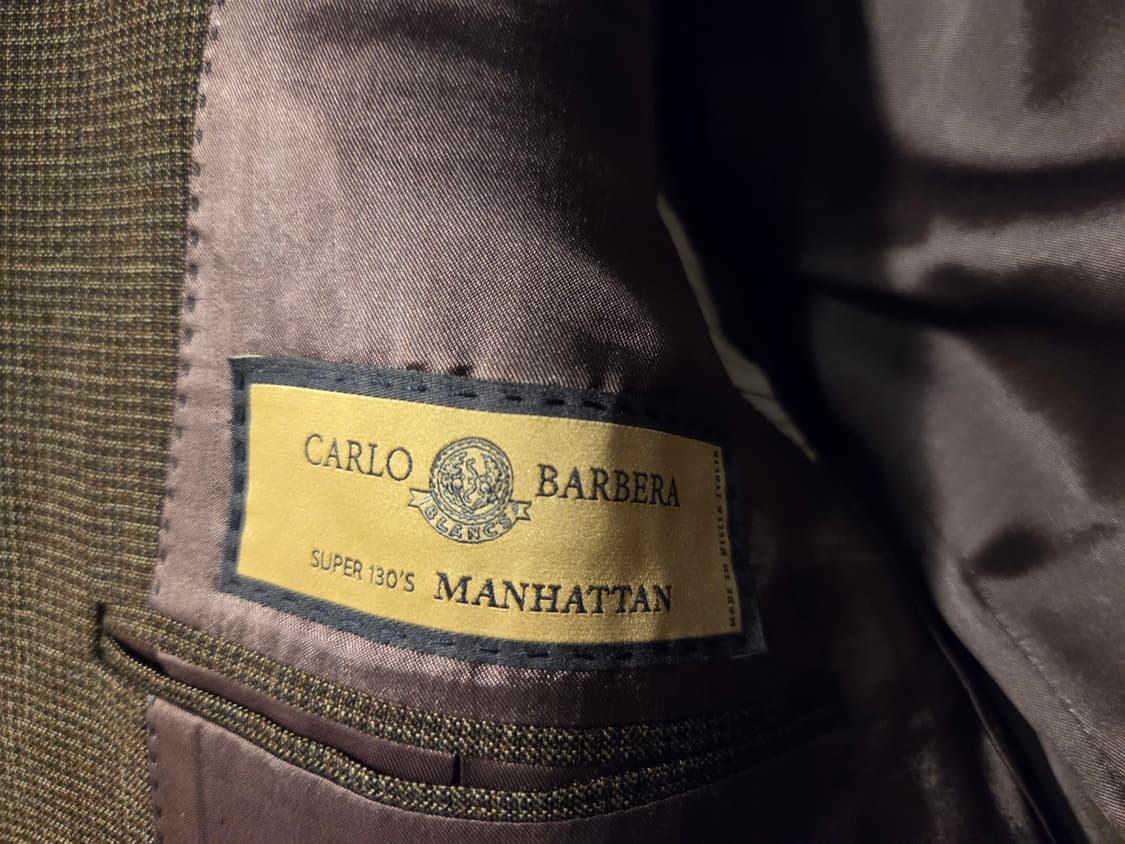 CARLO BARBERA
BLANCS
SUPER 130'S MANHATTAN
MADE IN BIELLA ITALIA